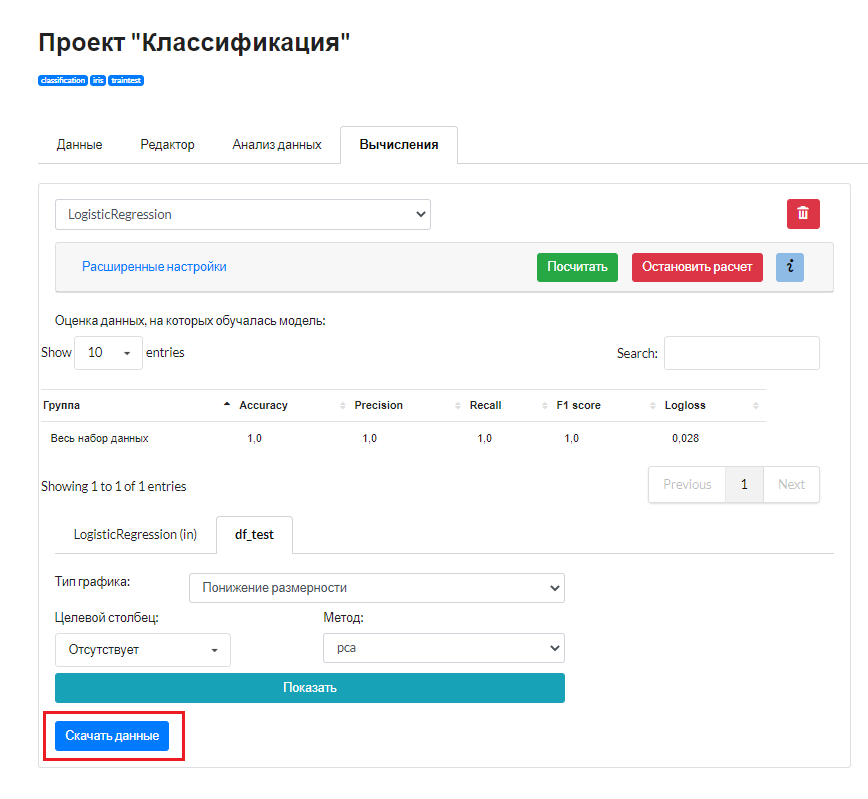 Проект "Классификация"
classification iris traintest
Данные Редактор Анализ данных Вычисления
LogisticRegression
Расширенные настройки Посчитать Остановить расчет i
Оценка данных, на которых обучалась модель:
Show 10 entries Search:
Группа Accuracy Precision Recall F1 score Logloss
Весь набор данных 1,0 1,0 1,0 1,0 0,028
Showing 1 to 1 of 1 entries Previous 1 Next
LogisticRegression (in) df_test
Тип графика: Понижение размерности
Целевой столбец: Метод:
Отсутствует pca
Показать
Скачать данные